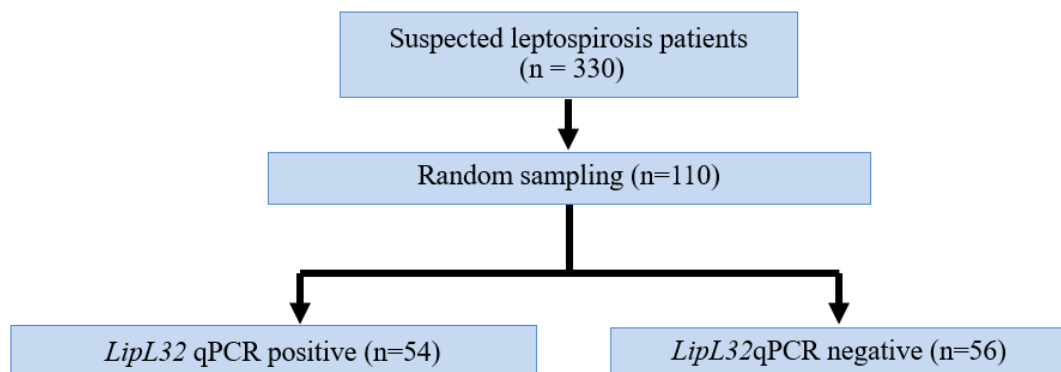 Suspected leptospirosis patients
(n = 330)
Random sampling (n=110)
LipL32 qPCR positive (n=54)
LipL32qPCR negative (n=56)